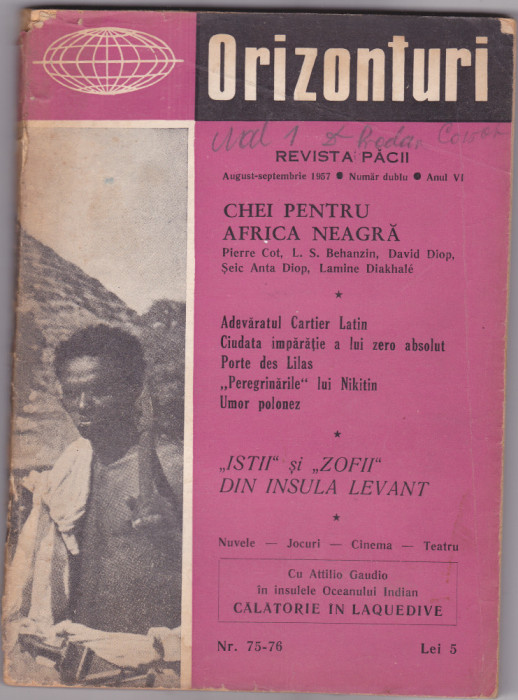 Orizonturi
REVISTA PĂCII
August-septembrie 1957 ● Număr dublu ● Anul VI
CHEI PENTRU
AFRICA NEAGRĂ
Pierre Cot, L. S. Behanzin, David Diop,
Șeic Anta Diop, Lamine Diakhalé
★
Adevăratul Cartier Latin
Ciudata împărăție a lui zero absolut
Porte des Lilas
„Peregrinările" lui Nikitin
Umor polonez
★
„ISTII" și „ZOFII"
DIN INSULA LEVANT
★
Nuvele — Jocuri — Cinema — Teatru
Cu Attilio Gaudio
în insulele Oceanului Indian
CĂLĂTORIE IN LAQUEDIVE
Nr. 75-76 Lei 5